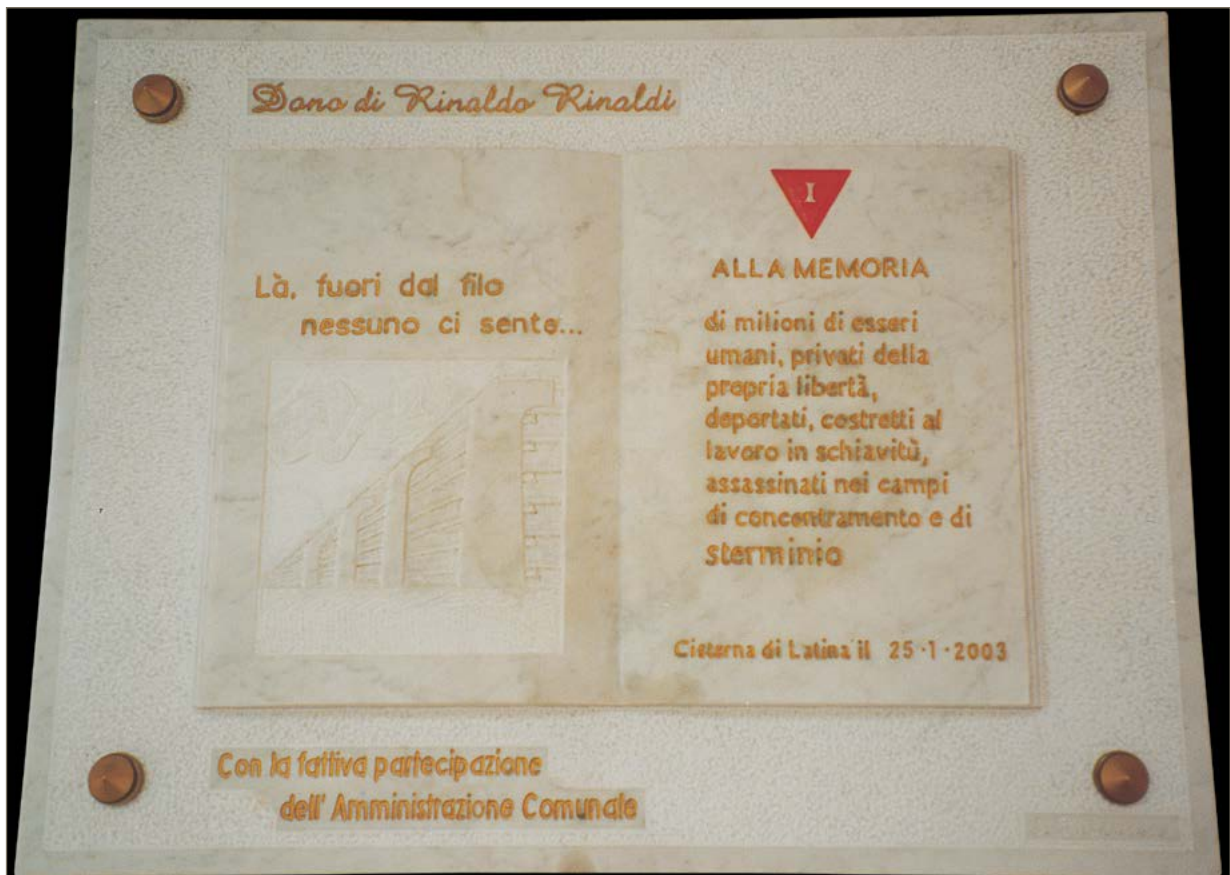 Dono di Rinaldo Rinaldi
Là, fuori dal filo
nessuno ci sente...
I
ALLA MEMORIA
di milioni di esseri
umani, privati della
propria libertà,
deportati, costretti al
lavoro in schiavitù,
assassinati nei campi
di concentramento e di
sterminio
Cisterna di Latina il 25·1·2003
Con la fattiva partecipazione
dell'Amministrazione Comunale